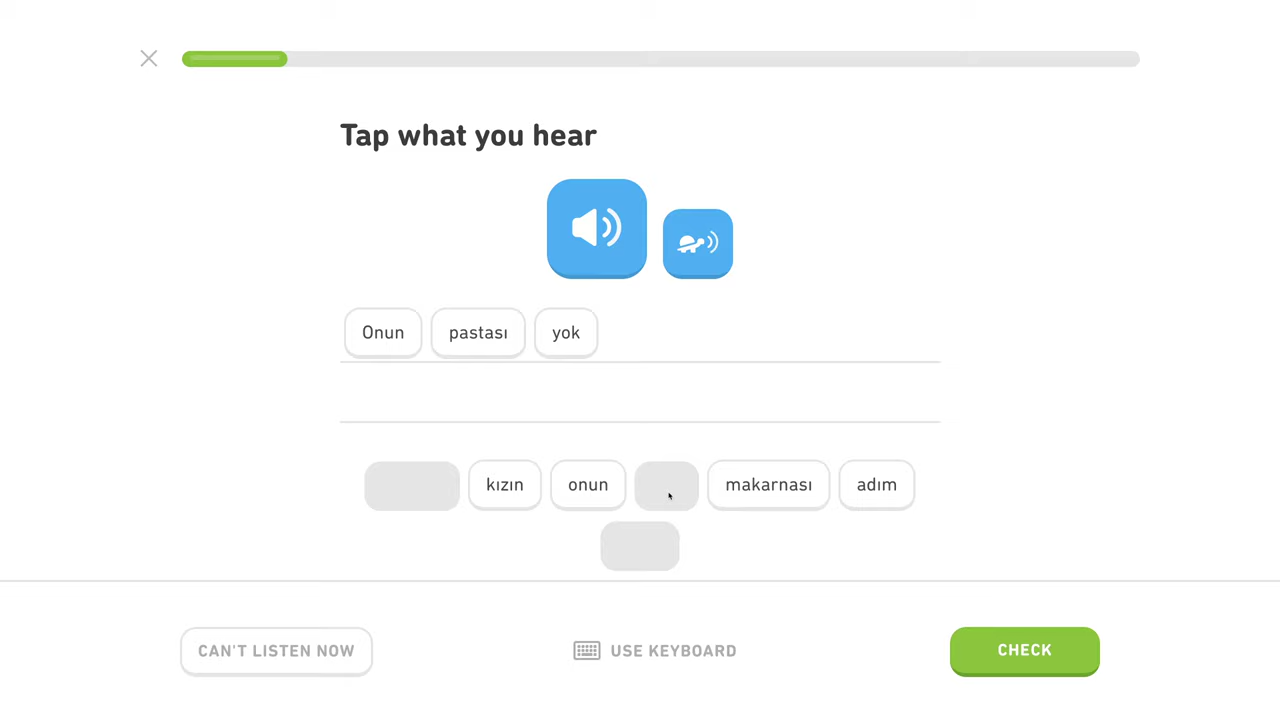 Tap what you hear
Onun pastası yok
kızın onun makarnası adım
CAN'T LISTEN NOW USE KEYBOARD CHECK